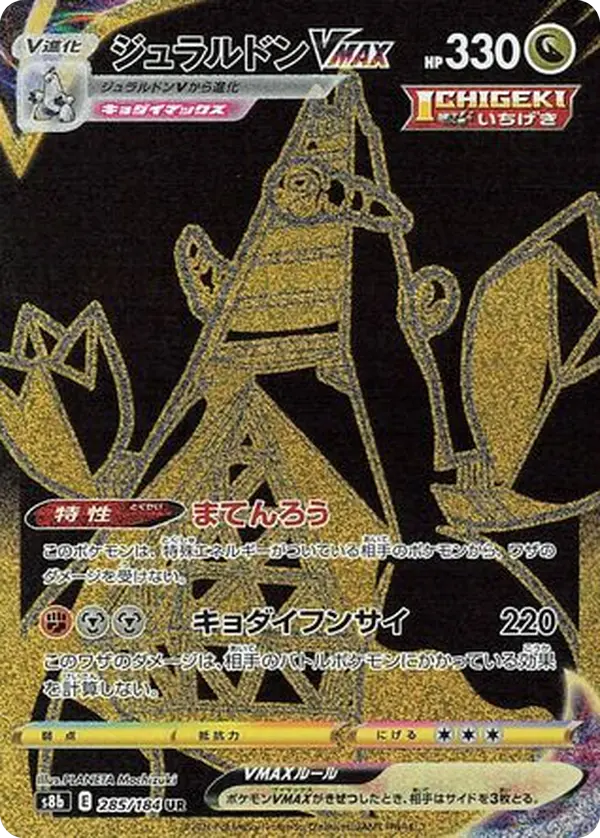 V進化
ジュラルドンVMAX
HP 330
ジュラルドンVから進化
キョダイマックス
ICHIGEKI
いちげき
特性
とくせい
まてんろう
このポケモンは、特殊エネルギーがついている相手のポケモンから、ワザの
ダメージを受けない。
キョダイフンサイ 220
このワザのダメージは、相手のバトルポケモンにかかっている効果
を計算しない。
弱点 抵抗力 にげる
Illus. PLANETA Mochizuki
VMAXルール
s8b E 285/184 UR
ポケモンVMAXがきぜつしたとき、相手はサイドを3枚とる。